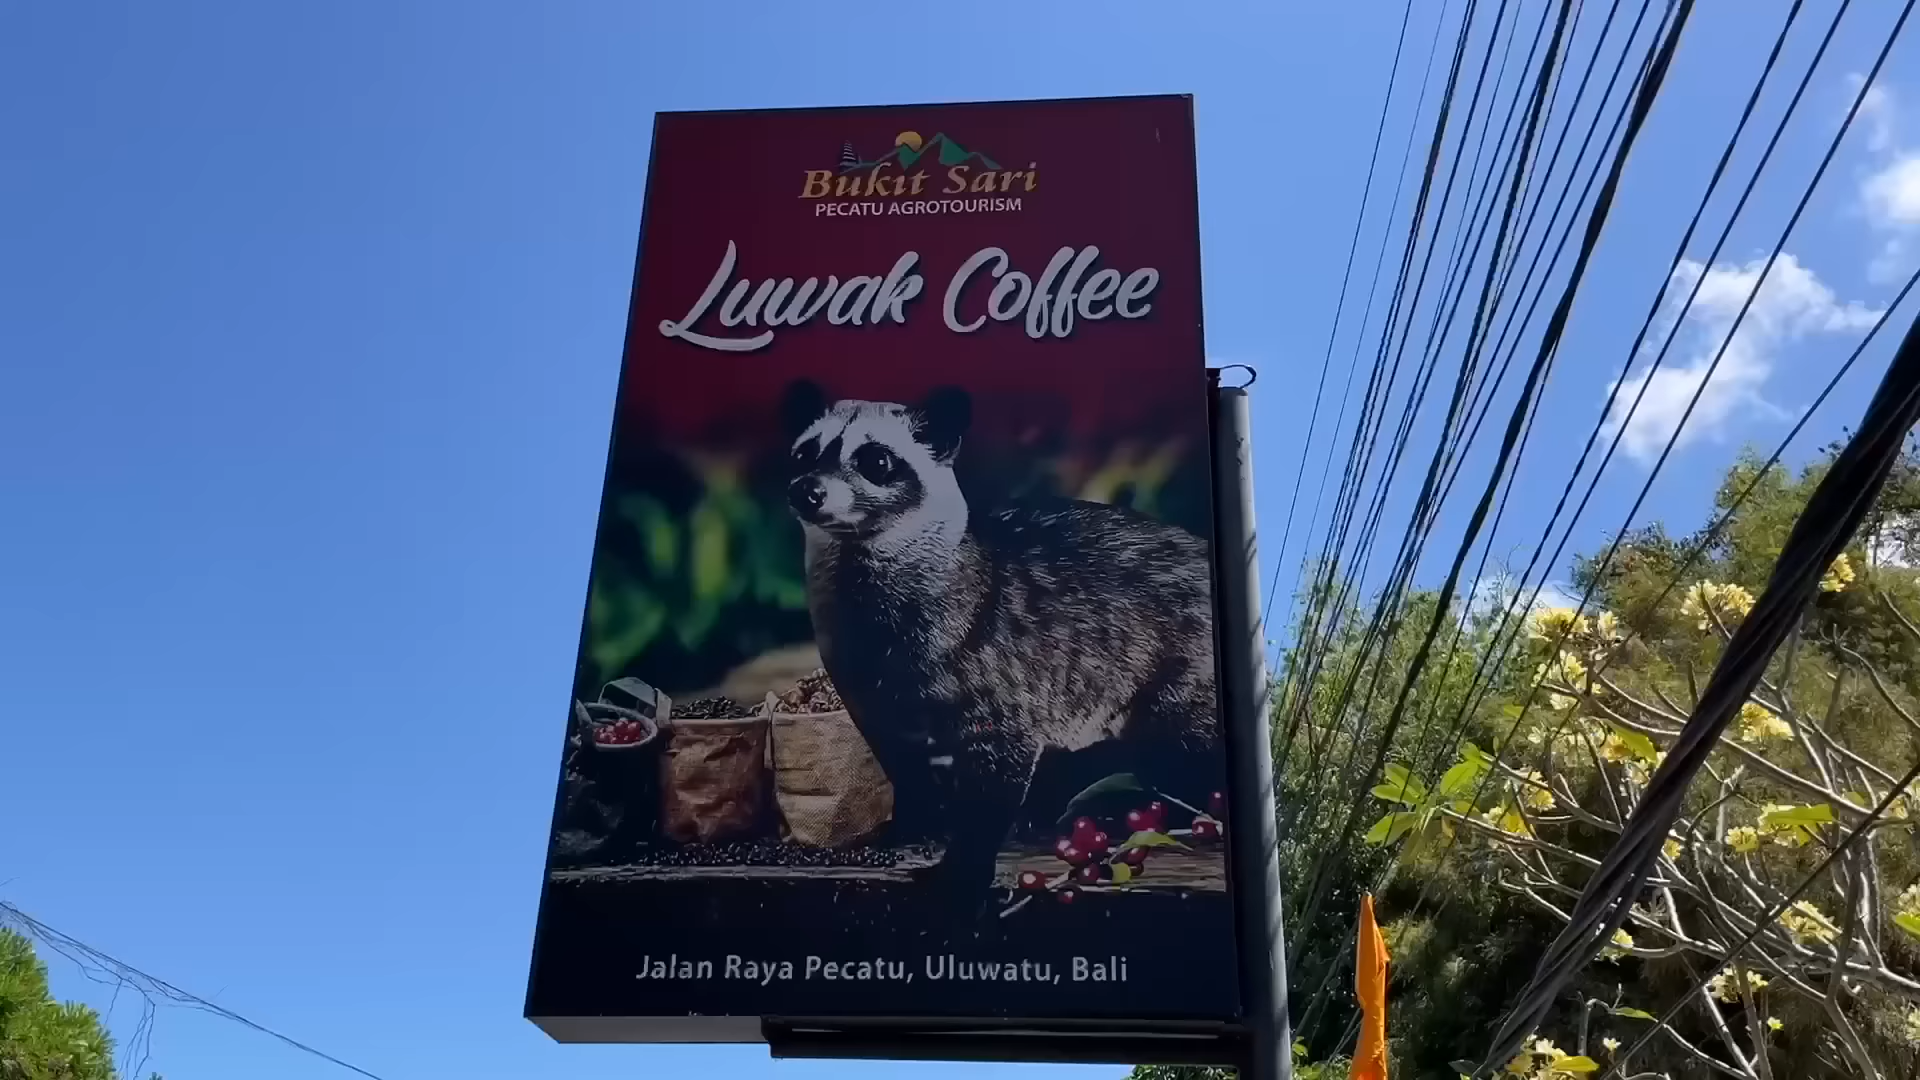 Bukit Sari
PECATU AGROTOURISM
Luwak Coffee
Jalan Raya Pecatu, Uluwatu, Bali